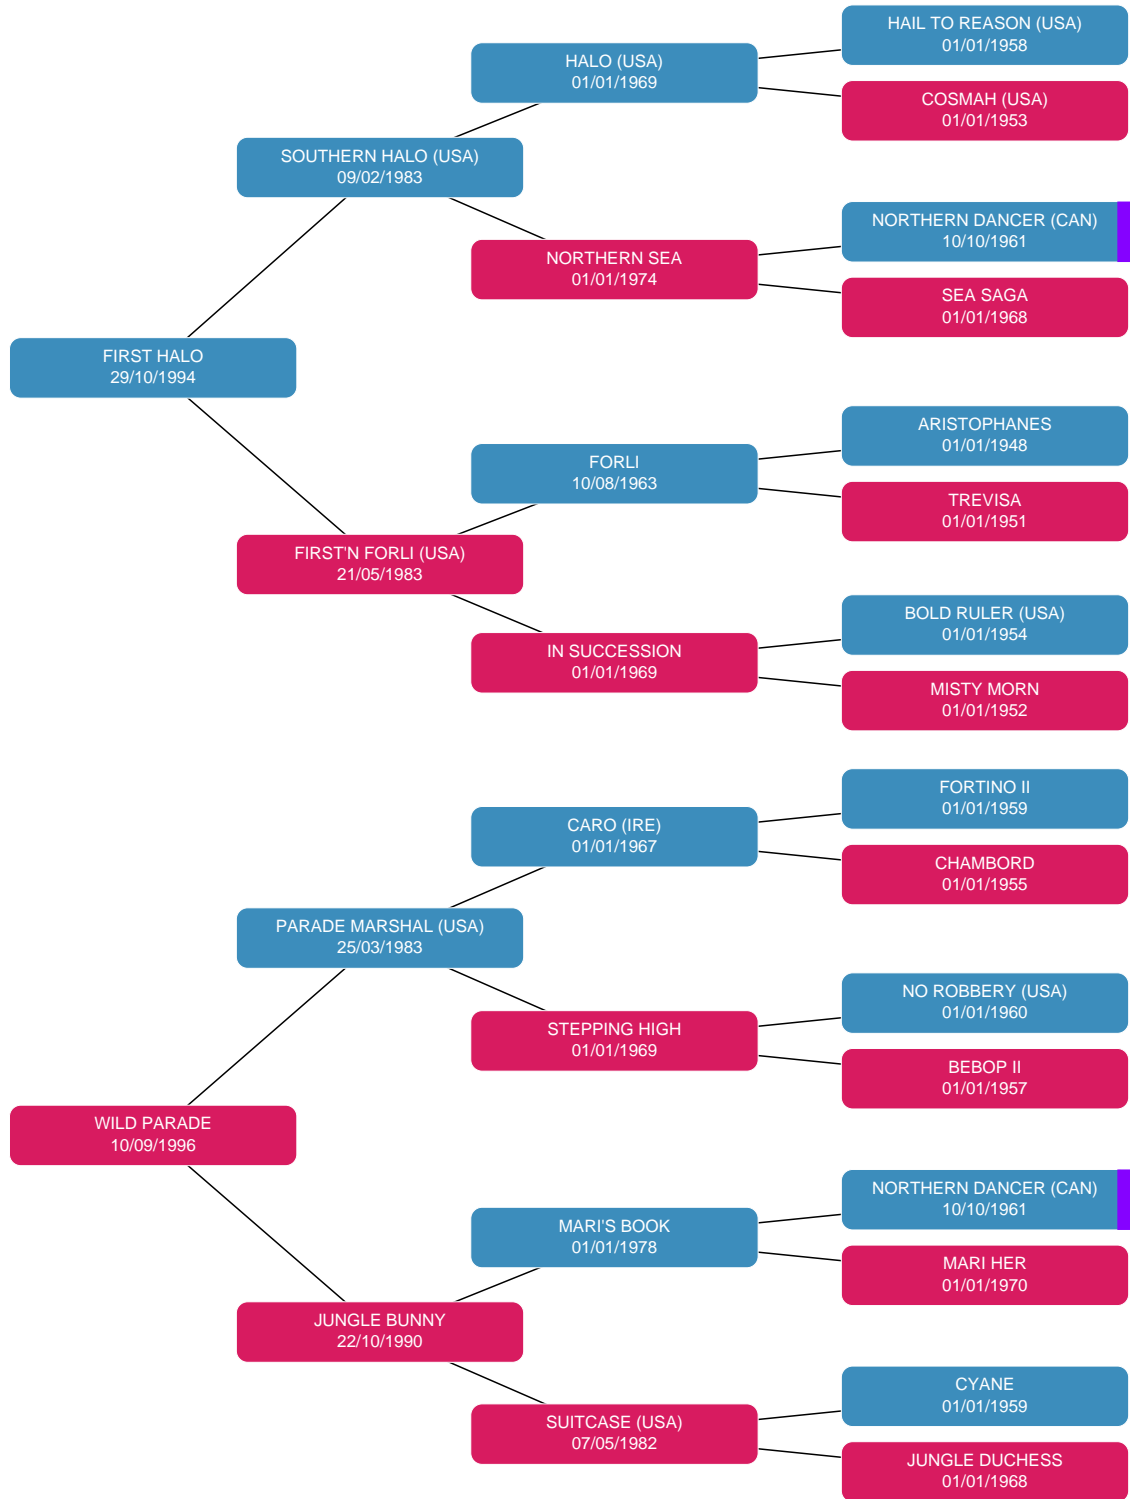 HAIL TO REASON (USA)
01/01/1958
HALO (USA)
01/01/1969
COSMAH (USA)
01/01/1953
SOUTHERN HALO (USA)
09/02/1983
NORTHERN DANCER (CAN)
10/10/1961
NORTHERN SEA
01/01/1974
SEA SAGA
01/01/1968
FIRST HALO
29/10/1994
ARISTOPHANES
01/01/1948
FORLI
10/08/1963
TREVISA
01/01/1951
FIRST'N FORLI (USA)
21/05/1983
BOLD RULER (USA)
01/01/1954
IN SUCCESSION
01/01/1969
MISTY MORN
01/01/1952
FORTINO II
01/01/1959
CARO (IRE)
01/01/1967
CHAMBORD
01/01/1955
PARADE MARSHAL (USA)
25/03/1983
NO ROBBERY (USA)
01/01/1960
STEPPING HIGH
01/01/1969
BEBOP II
01/01/1957
WILD PARADE
10/09/1996
NORTHERN DANCER (CAN)
10/10/1961
MARI'S BOOK
01/01/1978
MARI HER
01/01/1970
JUNGLE BUNNY
22/10/1990
CYANE
01/01/1959
SUITCASE (USA)
07/05/1982
JUNGLE DUCHESS
01/01/1968